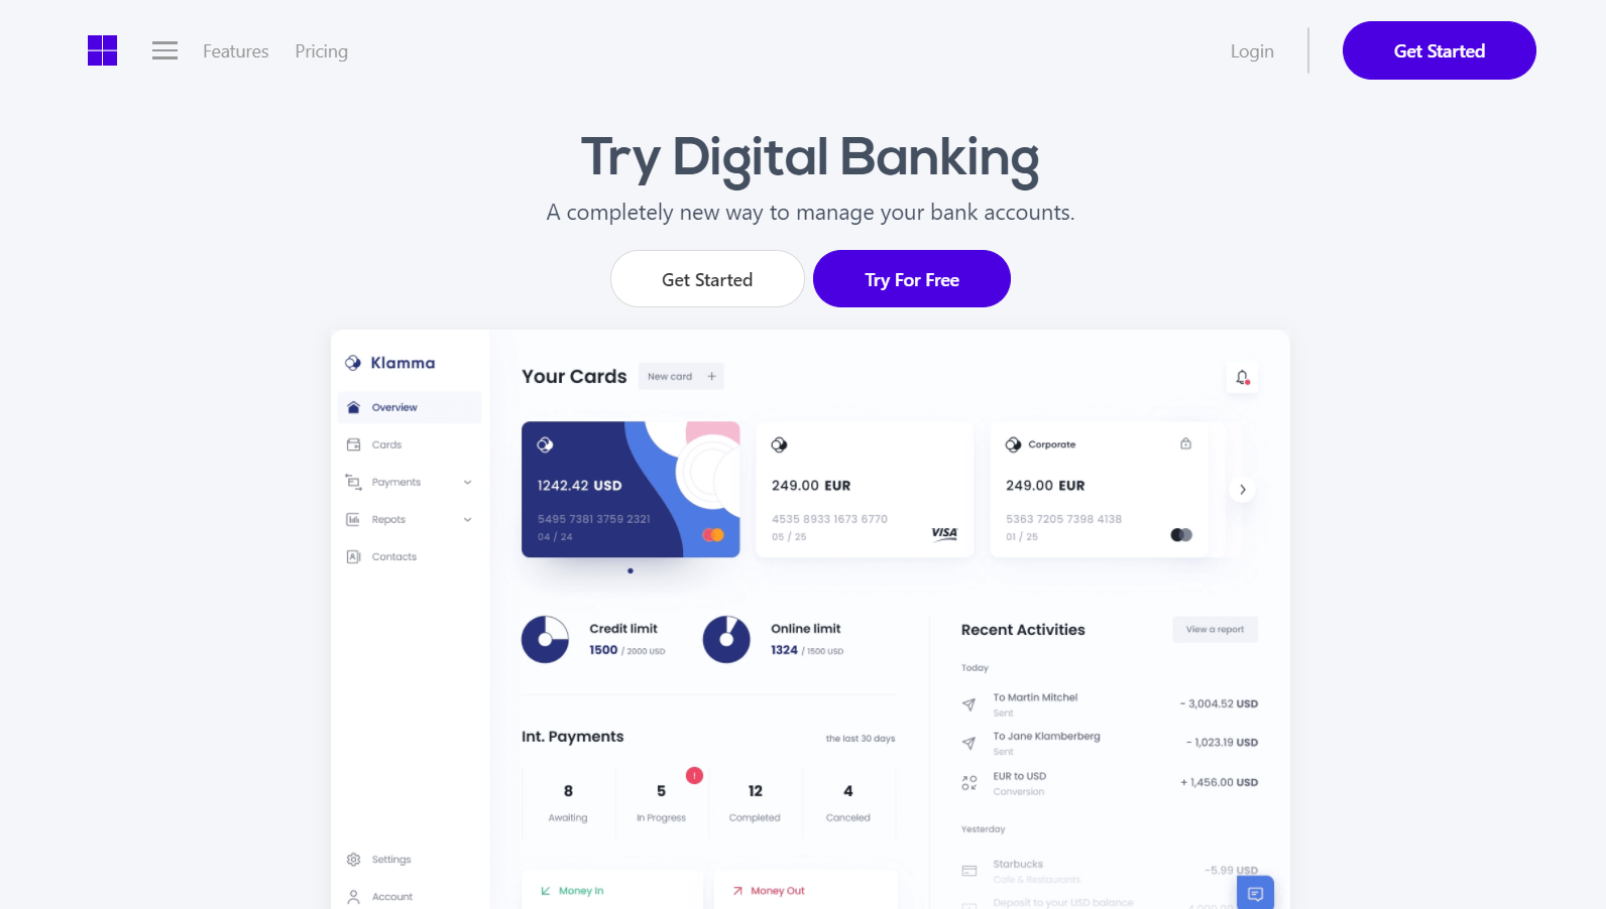 Features
Pricing
Login
Get Started
Try Digital Banking
A completely new way to manage your bank accounts.
Get Started
Try For Free
Klamma
Overview
Cards
Payments
Repots
Contacts
Settings
Account
Your Cards
New card +
1242.42 USD
5495 7381 3759 2321
04 / 24
249.00 EUR
4535 8933 1673 6770
05 / 25
VISA
Corporate
249.00 EUR
5363 7205 7398 4138
01 / 25
Credit limit
1500 / 2000 USD
Online limit
1324 / 1500 USD
Int. Payments
the last 30 days
8
Awaiting
5
!
In Progress
12
Completed
4
Canceled
Money In
Money Out
Recent Activities
View a report
Today
To Martin Mitchel
Sent
- 3,004.52 USD
To Jane Klamberberg
Sent
- 1,023.19 USD
EUR to USD
Conversion
+ 1,456.00 USD
Yesterday
Starbucks
Cafe & Restaurants
-5.99 USD
Deposit to your USD balance